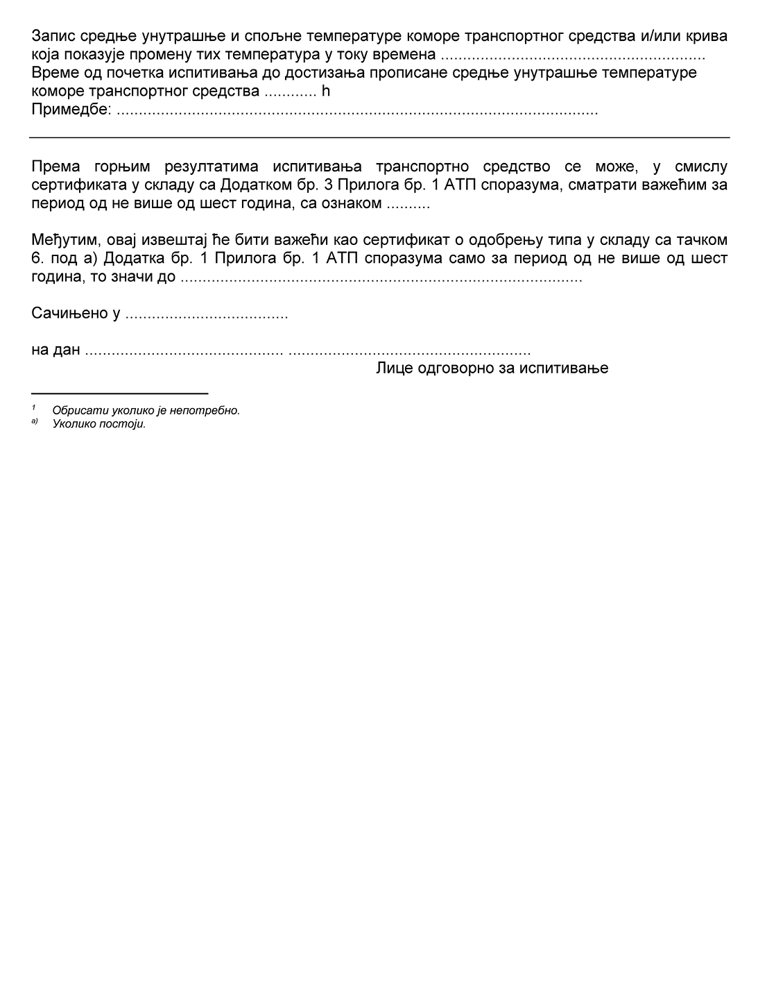 Запис средње унутрашње и спољне температуре коморе транспортног средства и/или крива
која показује промену тих температура у току времена ............................................................
Време од почетка испитивања до достизања прописане средње унутрашње температуре
коморе транспортног средства ............ h
Примедбе: .............................................................................................................
Према горњим резултатима испитивања транспортно средство се може, у смислу
сертификата у складу са Додатком бр. 3 Прилога бр. 1 АТП споразума, сматрати важећим за
период од не више од шест година, са ознаком ..........
Међутим, овај извештај ће бити важећи као сертификат о одобрењу типа у складу са тачком
6. под а) Додатка бр. 1 Прилога бр. 1 АТП споразума само за период од не више од шест
година, то значи до ...........................................................................................
Сачињено у .....................................
на дан ............................................. .......................................................
Лице одговорно за испитивање
1 Обрисати уколико је непотребно.
а) Уколико постоји.